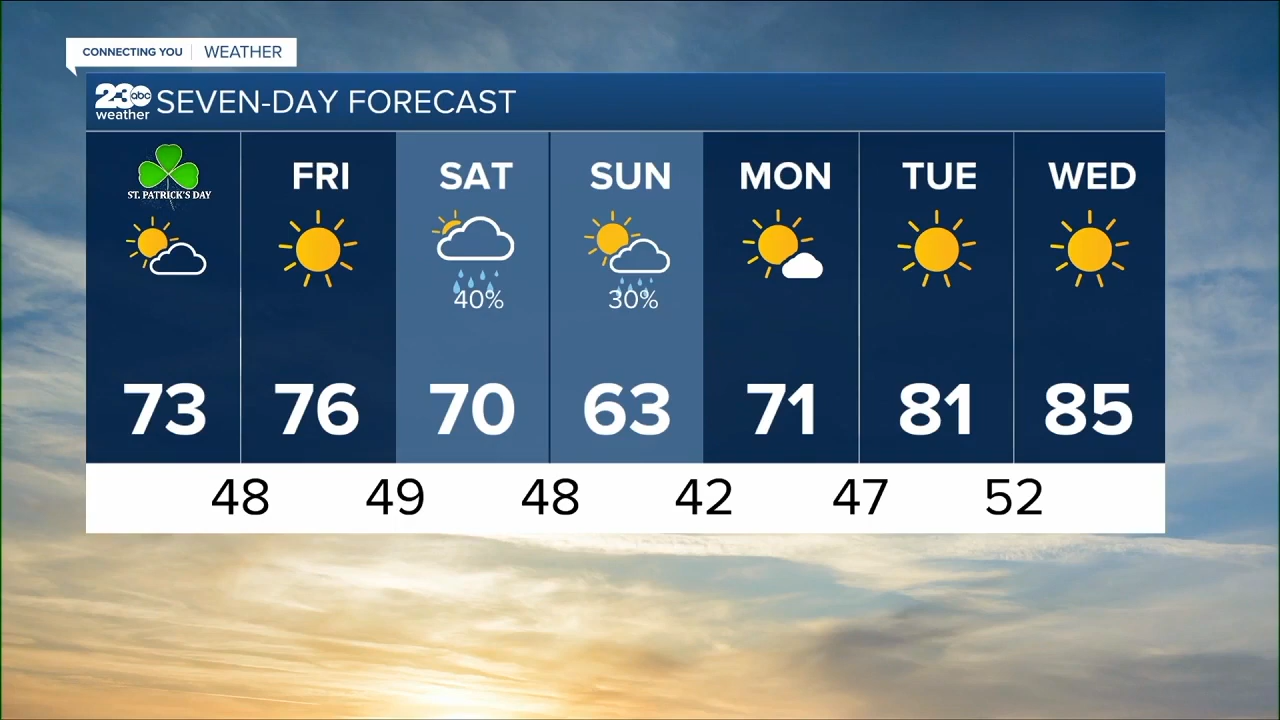 CONNECTING YOU WEATHER
23 abc
weather
SEVEN-DAY FORECAST
ST. PATRICK'S DAY
FRI SAT SUN MON TUE WED
40% 30%
73 76 70 63 71 81 85
48 49 48 42 47 52